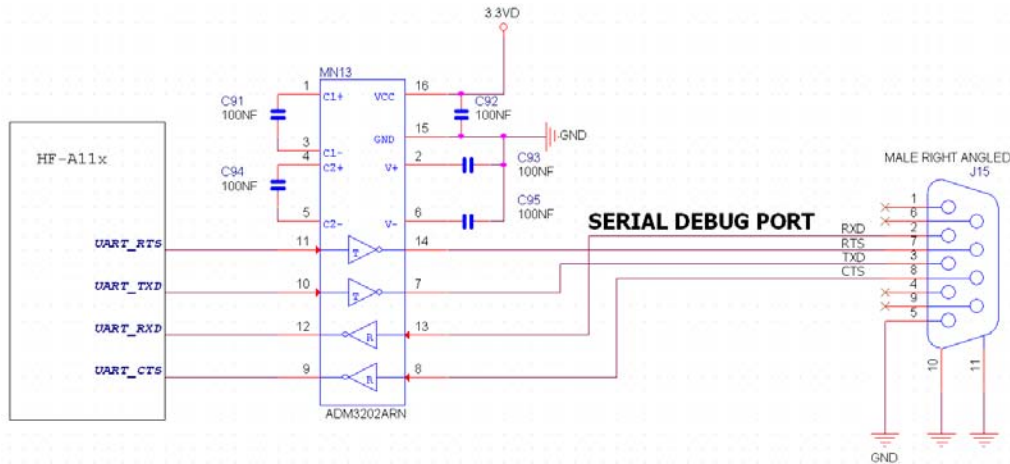 3.3VD
MN13
1 C1+ VCC 16
C91
100NF
C92
100NF
3 C1- GND 15
GND
4 C2+ V+ 2
C94
100NF
C93
100NF
5 C2- V- 6
C95
100NF
HF-A11x
UART_RTS 11 T 14
UART_TXD 10 T 7
UART_RXD 12 R 13
UART_CTS 9 R 8
ADM3202ARN
SERIAL DEBUG PORT
MALE RIGHT ANGLED
J15
1
6
RXD 2
RTS 7
TXD 3
CTS 8
4
9
5
10 11
GND